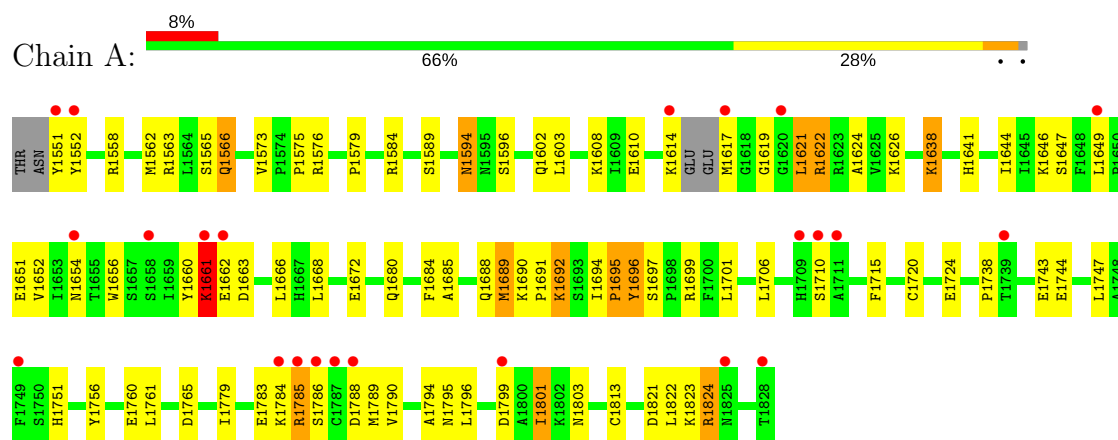 8%
Chain A:
66% 28% • •
THR ASN Y1551 Y1552 R1558 M1562 R1563 L1564 S1565 Q1566 V1573 P1574 P1575 R1576 P1579 R1584 S1589 N1594 N1595 S1596 Q1602 L1603 K1608 I1609 E1610 K1614 GLU GLU M1617 G1618 G1619 G1620 L1621 R1622 R1623 A1624 V1625 K1626 K1638 H1641 I1644 I1645 K1646 S1647 F1648 L1649 P1650
E1651 V1652 I1653 N1654 T1655 W1656 S1657 S1658 I1659 Y1660 K1661 E1662 D1663 L1666 H1667 L1668 E1672 Q1680 F1684 A1685 Q1688 M1689 K1690 P1691 K1692 S1693 I1694 P1695 Y1696 S1697 P1698 R1699 F1700 L1701 L1706 H1709 S1710 A1711 F1715 C1720 E1724 P1738 T1739 E1743 E1744 L1747 A1748
F1749 S1750 H1751 Y1756 E1760 L1761 D1765 I1779 E1783 K1784 R1785 S1786 C1787 D1788 M1789 V1790 A1794 N1795 L1796 D1799 A1800 I1801 K1802 N1803 C1813 D1821 L1822 K1823 R1824 N1825 T1828